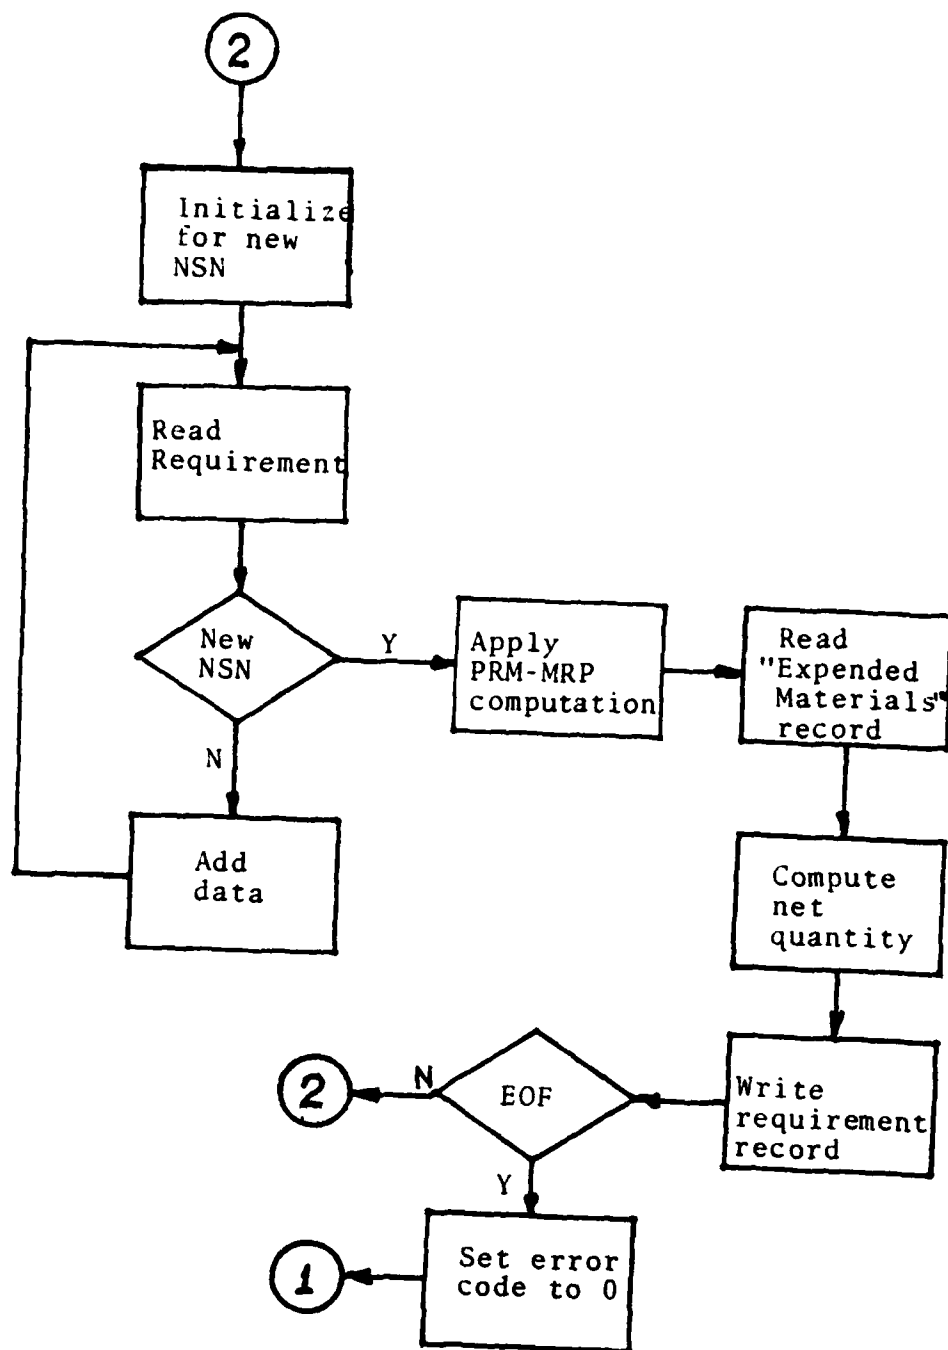 2
Initialize
for new
NSN
Read
Requirement
New
NSN
Y
Apply
PRM-MRP
computation
Read
"Expended
Materials"
record
N
Add
data
Compute
net
quantity
Write
requirement
record
EOF
N
2
Y
Set error
code to 0
1